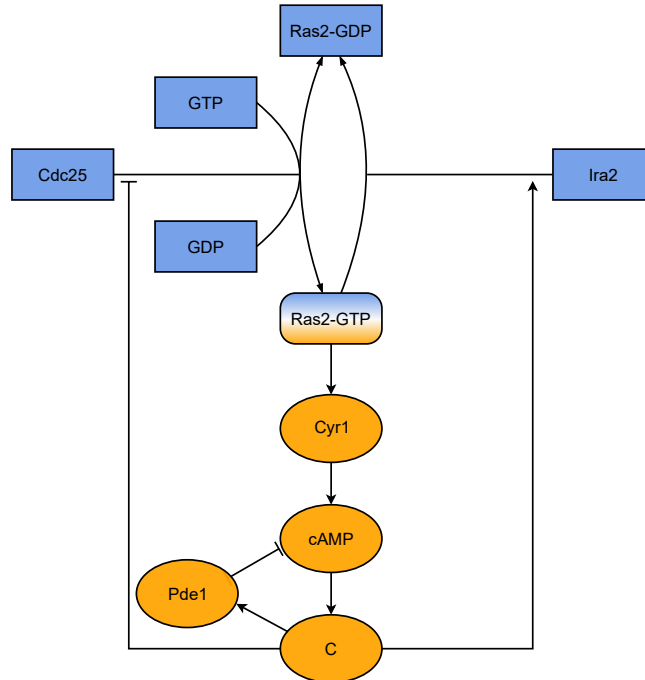 Ras2-GDP
GTP
Cdc25
Ira2
GDP
Ras2-GTP
Cyr1
cAMP
Pde1
C